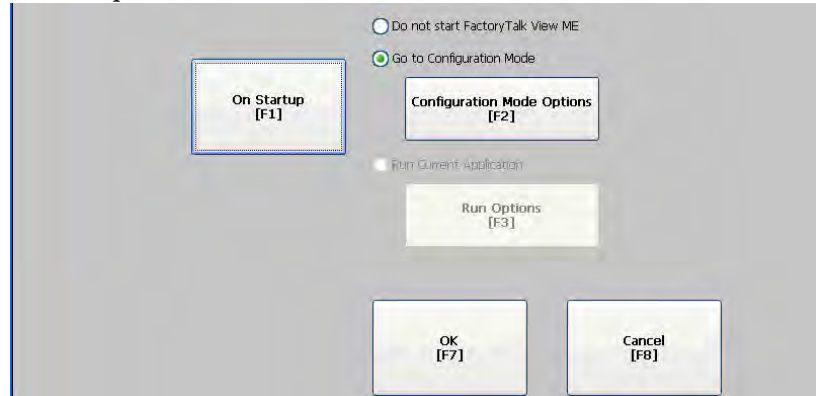 Do not start FactoryTalk View ME
Go to Configuration Mode
On Startup
[F1]
Configuration Mode Options
[F2]
Run Current Application
Run Options
[F3]
OK
[F7]
Cancel
[F8]